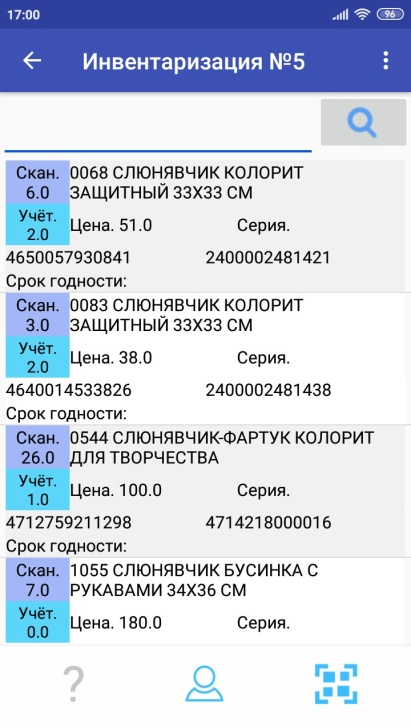 17:00
96
Инвентаризация №5
Скан. 0068 СЛЮНЯВЧИК КОЛОРИТ
6.0 ЗАЩИТНЫЙ 33X33 СМ
Учёт.
2.0 Цена. 51.0 Серия.
4650057930841 2400002481421
Срок годности:
Скан. 0083 СЛЮНЯВЧИК КОЛОРИТ
3.0 ЗАЩИТНЫЙ 33X33 СМ
Учёт.
2.0 Цена. 38.0 Серия.
4640014533826 2400002481438
Срок годности:
Скан. 0544 СЛЮНЯВЧИК-ФАРТУК КОЛОРИТ
26.0 ДЛЯ ТВОРЧЕСТВА
Учёт.
1.0 Цена. 100.0 Серия.
4712759211298 4714218000016
Срок годности:
Скан. 1055 СЛЮНЯВЧИК БУСИНКА С
7.0 РУКАВАМИ 34X36 СМ
Учёт.
0.0 Цена. 180.0 Серия.
?